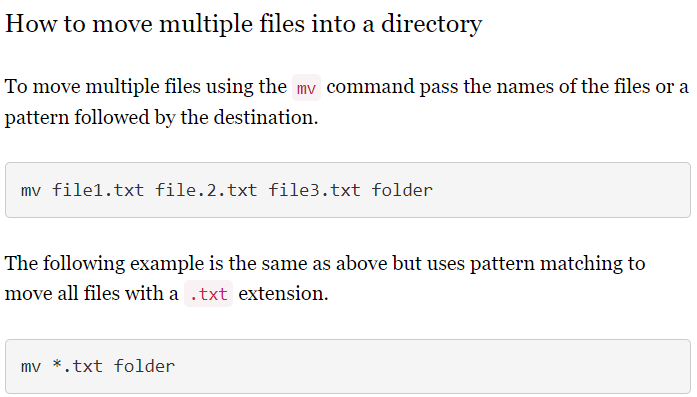 How to move multiple files into a directory
To move multiple files using the mv command pass the names of the files or a
pattern followed by the destination.
mv file1.txt file.2.txt file3.txt folder
The following example is the same as above but uses pattern matching to
move all files with a .txt extension.
mv *.txt folder